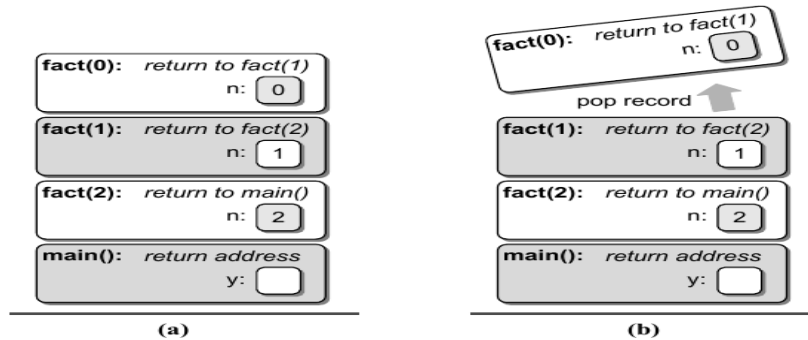 fact(0): return to fact(1)
n: 0
fact(1): return to fact(2)
n: 1
fact(2): return to main()
n: 2
main(): return address
y:
(a)
fact(0): return to fact(1)
n: 0
pop record
fact(1): return to fact(2)
n: 1
fact(2): return to main()
n: 2
main(): return address
y:
(b)